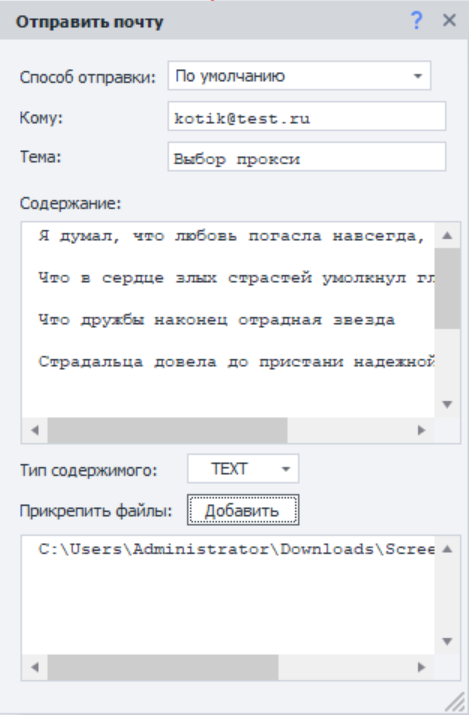 Отправить почту ? ×
Способ отправки: По умолчанию
Кому: kotik@test.ru
Тема: Выбор прокси
Содержание:
Я думал, что любовь погасла навсегда,
Что в сердце злых страстей умолкнул гл
Что дружбы наконец отрадная звезда
Страдальца довела до пристани надежной
Тип содержимого: TEXT
Прикрепить файлы: Добавить
C:\Users\Administrator\Downloads\Scree